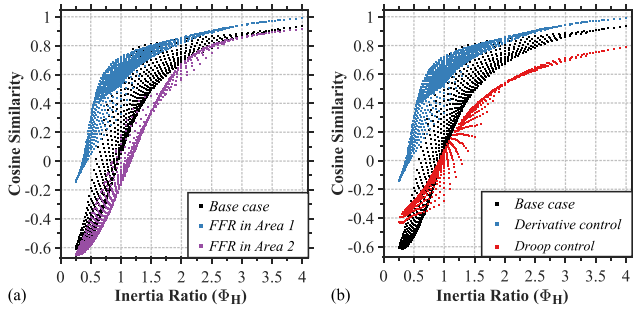 1
0.8
0.6
0.4
0.2
0
-0.2
-0.4
-0.6
Cosine Similarity
Base case
FFR in Area 1
FFR in Area 2
0 0.5 1 1.5 2 2.5 3 3.5 4
(a) Inertia Ratio (Φ_H)
1
0.8
0.6
0.4
0.2
0
-0.2
-0.4
-0.6
Cosine Similarity
Base case
Derivative control
Droop control
0 0.5 1 1.5 2 2.5 3 3.5 4
(b) Inertia Ratio (Φ_H)